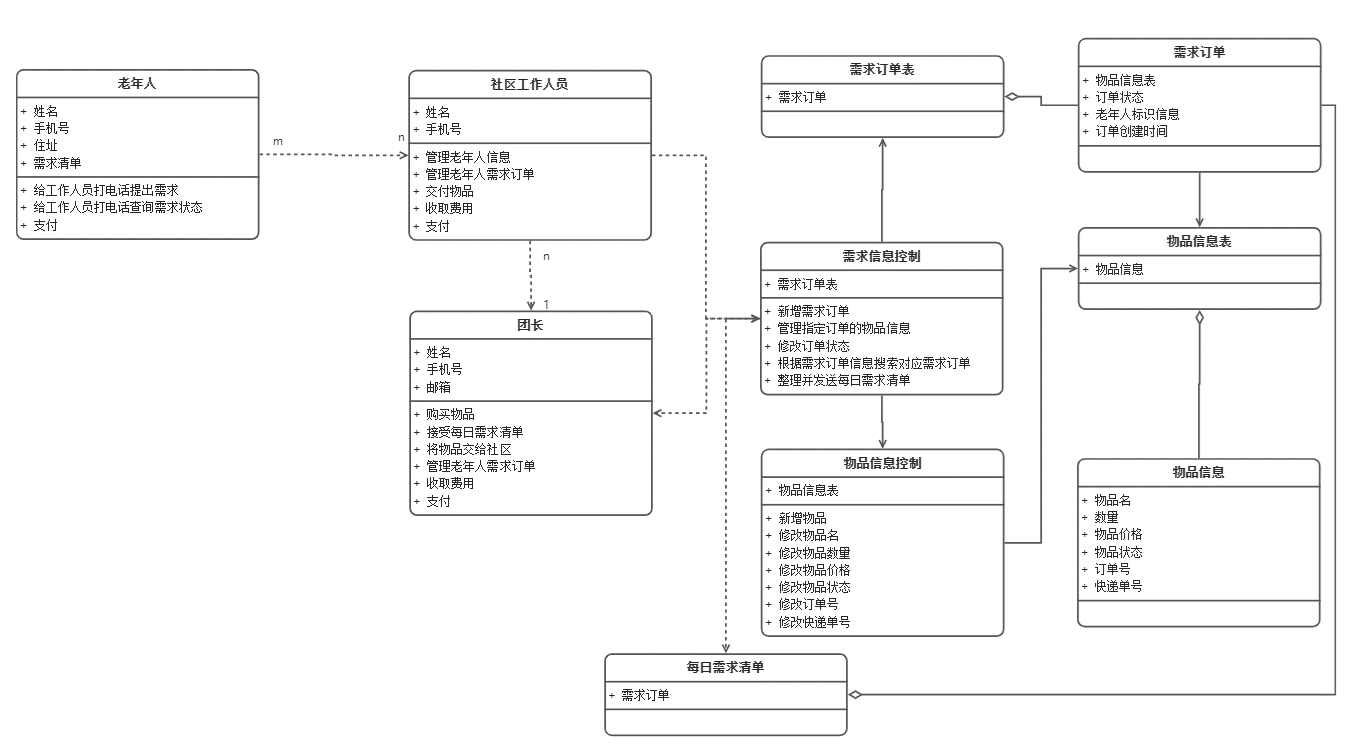 老年人
+ 姓名
+ 手机号
+ 住址
+ 需求清单
+ 给工作人员打电话提出需求
+ 给工作人员打电话查询需求状态
+ 支付
m
n
社区工作人员
+ 姓名
+ 手机号
+ 管理老年人信息
+ 管理老年人需求订单
+ 交付物品
+ 收取费用
+ 支付
n
1
团长
+ 姓名
+ 手机号
+ 邮箱
+ 购买物品
+ 接受每日需求清单
+ 将物品交给社区
+ 管理老年人需求订单
+ 收取费用
+ 支付
需求订单表
+ 需求订单
需求信息控制
+ 需求订单表
+ 新增需求订单
+ 管理指定订单的物品信息
+ 修改订单状态
+ 根据需求订单信息搜索对应需求订单
+ 整理并发送每日需求清单
物品信息控制
+ 物品信息表
+ 新增物品
+ 修改物品名
+ 修改物品数量
+ 修改物品价格
+ 修改物品状态
+ 修改订单号
+ 修改快递单号
每日需求清单
+ 需求订单
需求订单
+ 物品信息表
+ 订单状态
+ 老年人标识信息
+ 订单创建时间
物品信息表
+ 物品信息
物品信息
+ 物品名
+ 数量
+ 物品价格
+ 物品状态
+ 订单号
+ 快递单号